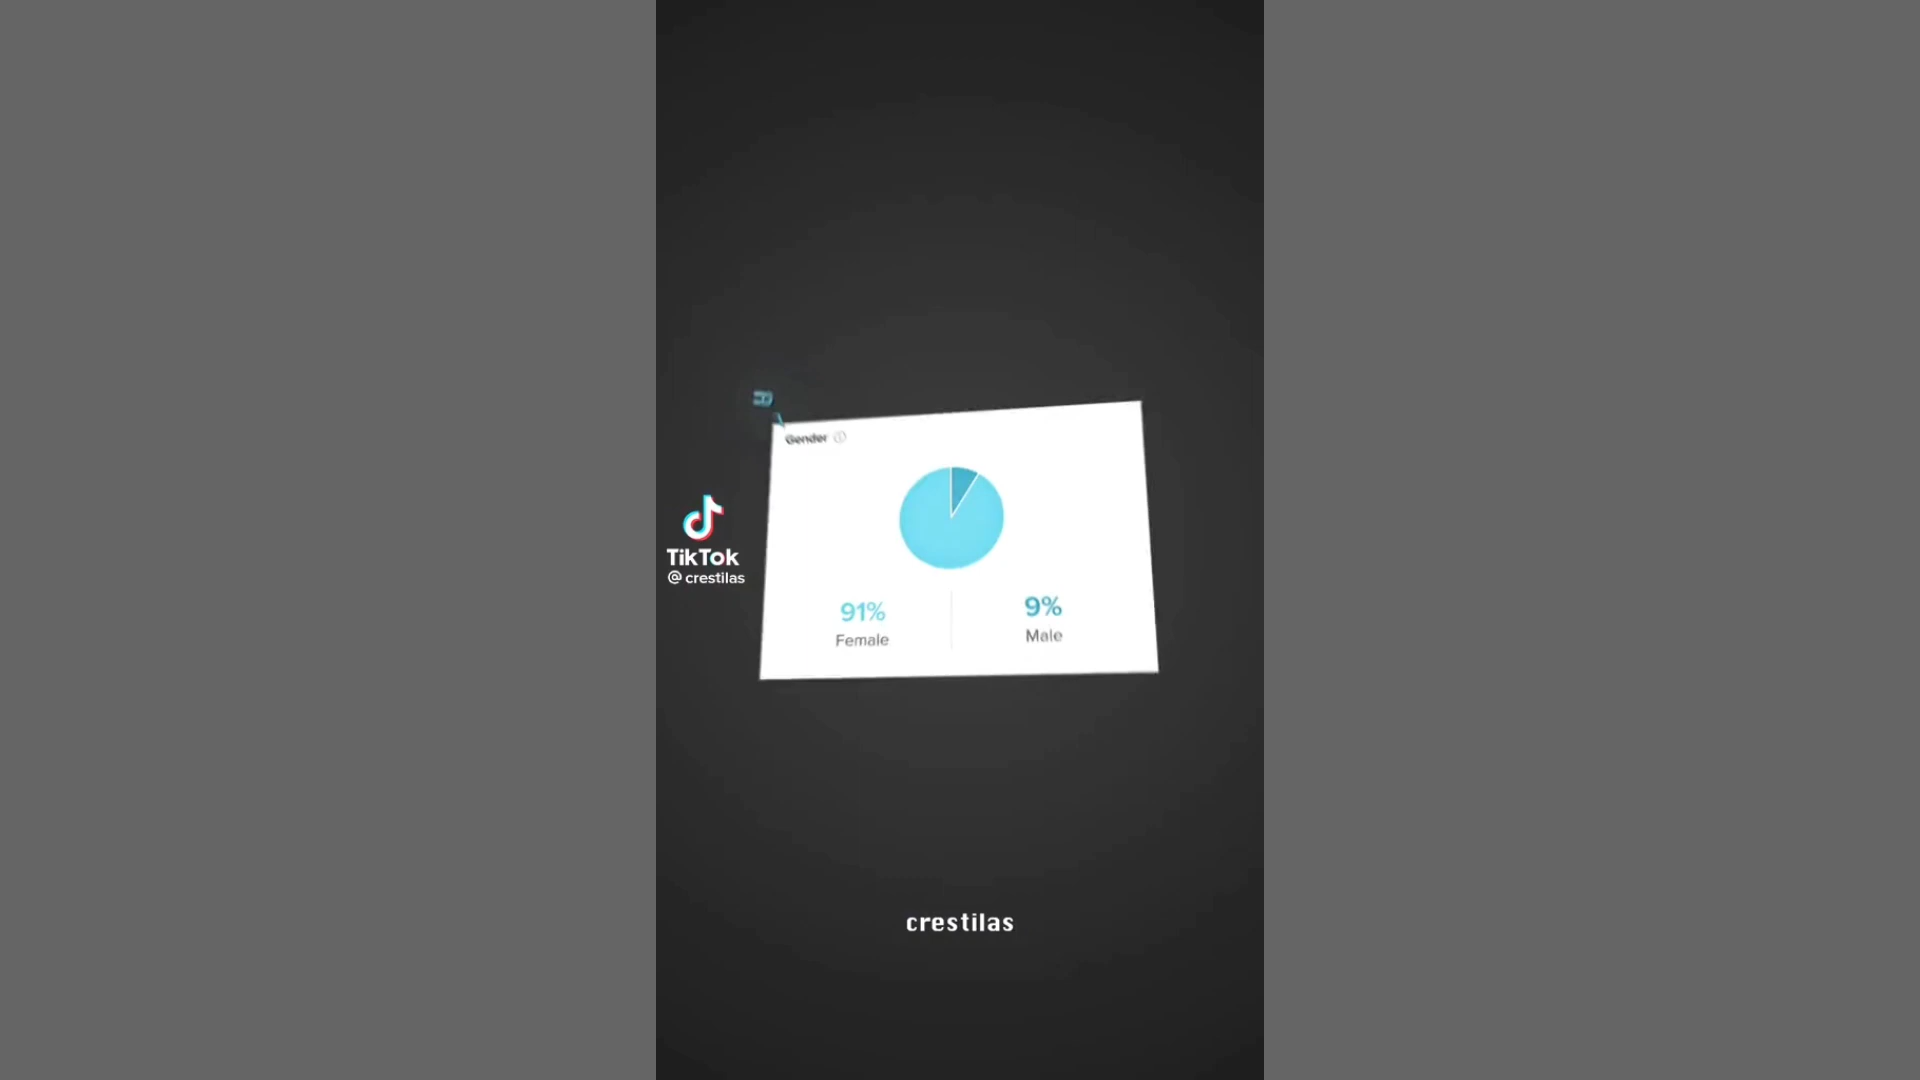 Gender
TikTok
@crestilas
91%
Female
9%
Male
crestilas